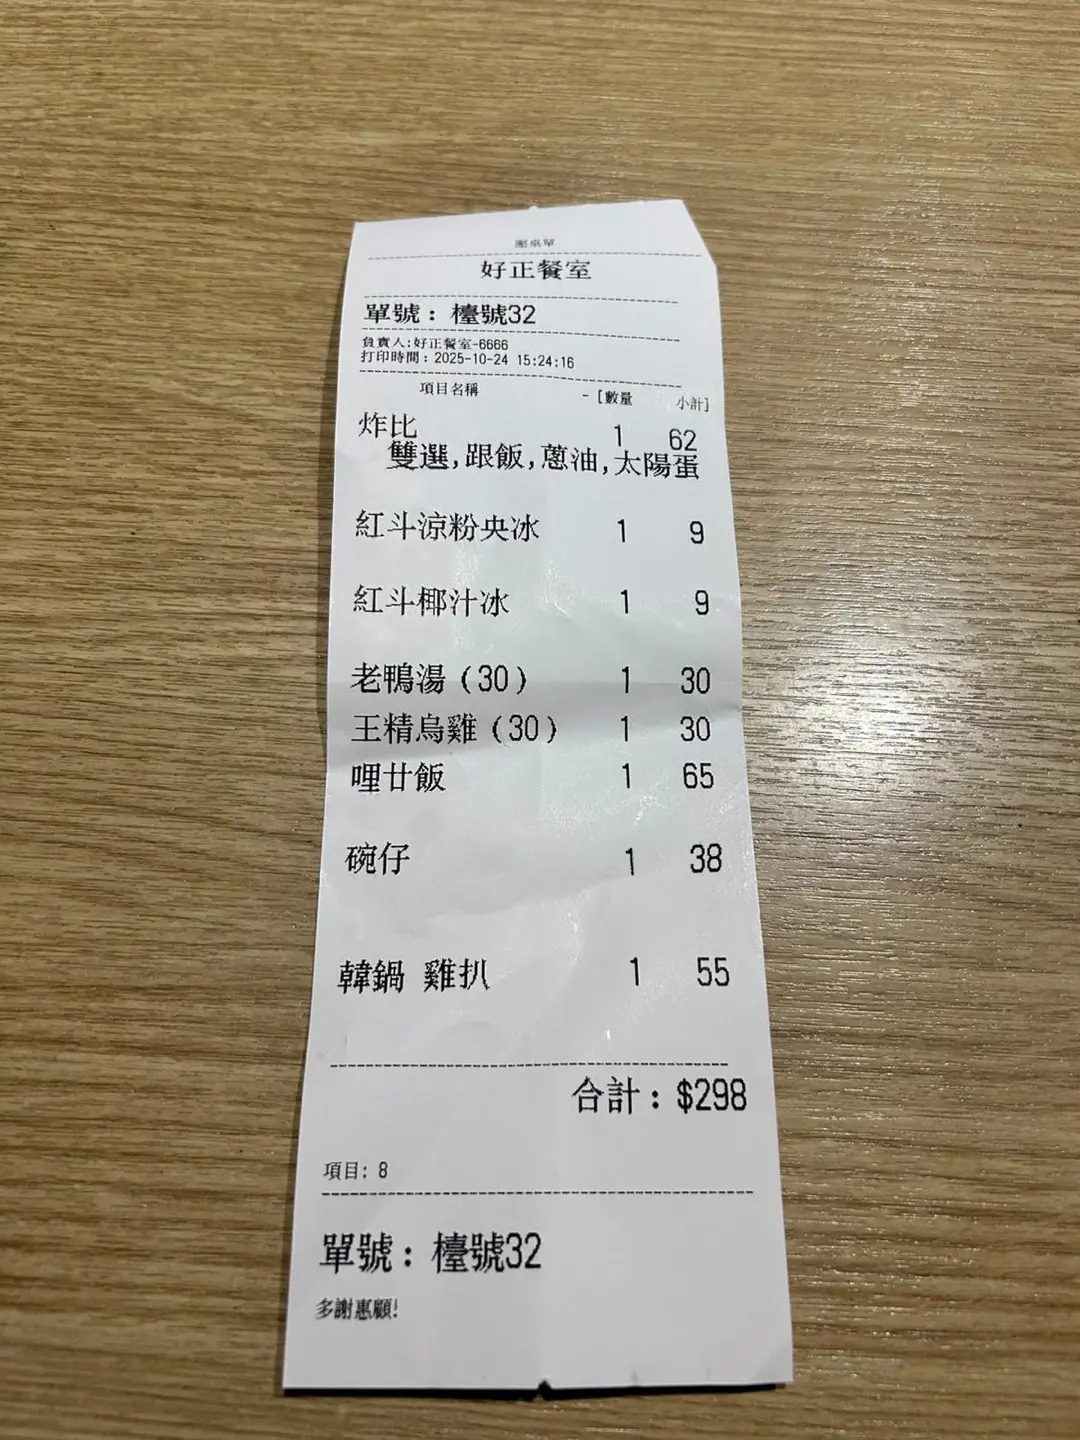 壓桌單
好正餐室
單號：檯號32
負責人:好正餐室-6666
打印時間：2025-10-24 15:24:16
項目名稱 - [數量 小計]
炸比 1 62
雙選,跟飯,蔥油,太陽蛋
紅斗涼粉央冰 1 9
紅斗椰汁冰 1 9
老鴨湯（30） 1 30
王精烏雞（30） 1 30
哩廿飯 1 65
碗仔 1 38
韓鍋 雞扒 1 55
合計：$298
項目: 8
單號：檯號32
多謝惠顧!